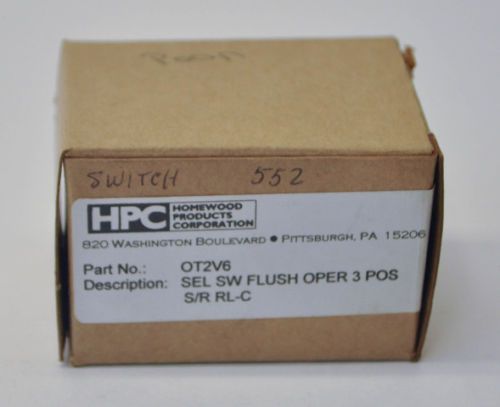 SWITCH 552
HPC HOMEWOOD
PRODUCTS
CORPORATION
820 WASHINGTON BOULEVARD ● PITTSBURGH, PA 15206
Part No.: OT2V6
Description: SEL SW FLUSH OPER 3 POS
S/R RL-C